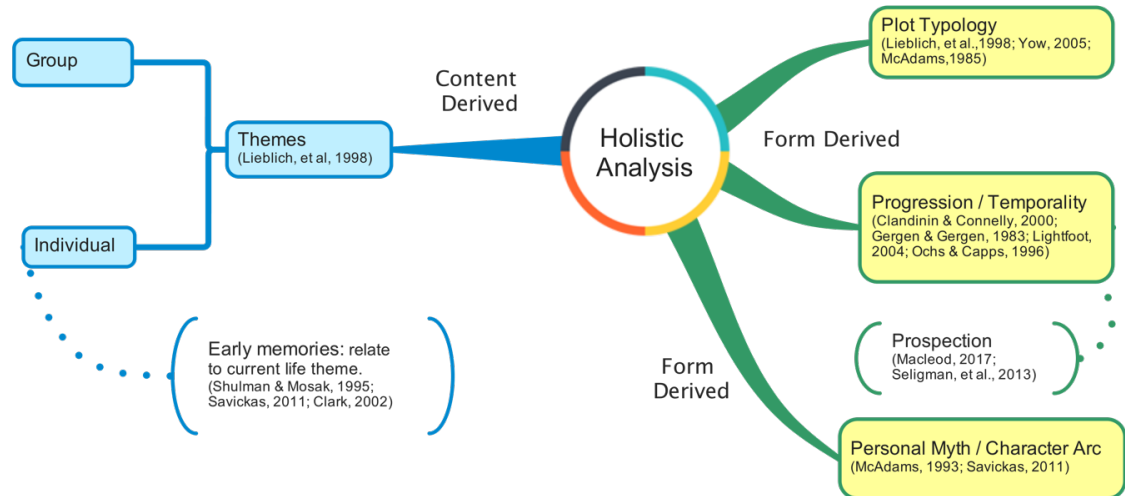 Group
Themes
(Lieblich, et al, 1998)
Individual
Early memories: relate
to current life theme.
(Shulman & Mosak, 1995;
Savickas, 2011; Clark, 2002)
Content
Derived
Holistic
Analysis
Plot Typology
(Lieblich, et al.,1998; Yow, 2005;
McAdams,1985)
Form Derived
Progression / Temporality
(Clandinin & Connelly, 2000;
Gergen & Gergen, 1983; Lightfoot,
2004; Ochs & Capps, 1996)
Prospection
(Macleod, 2017;
Seligman, et al., 2013)
Form
Derived
Personal Myth / Character Arc
(McAdams, 1993; Savickas, 2011)